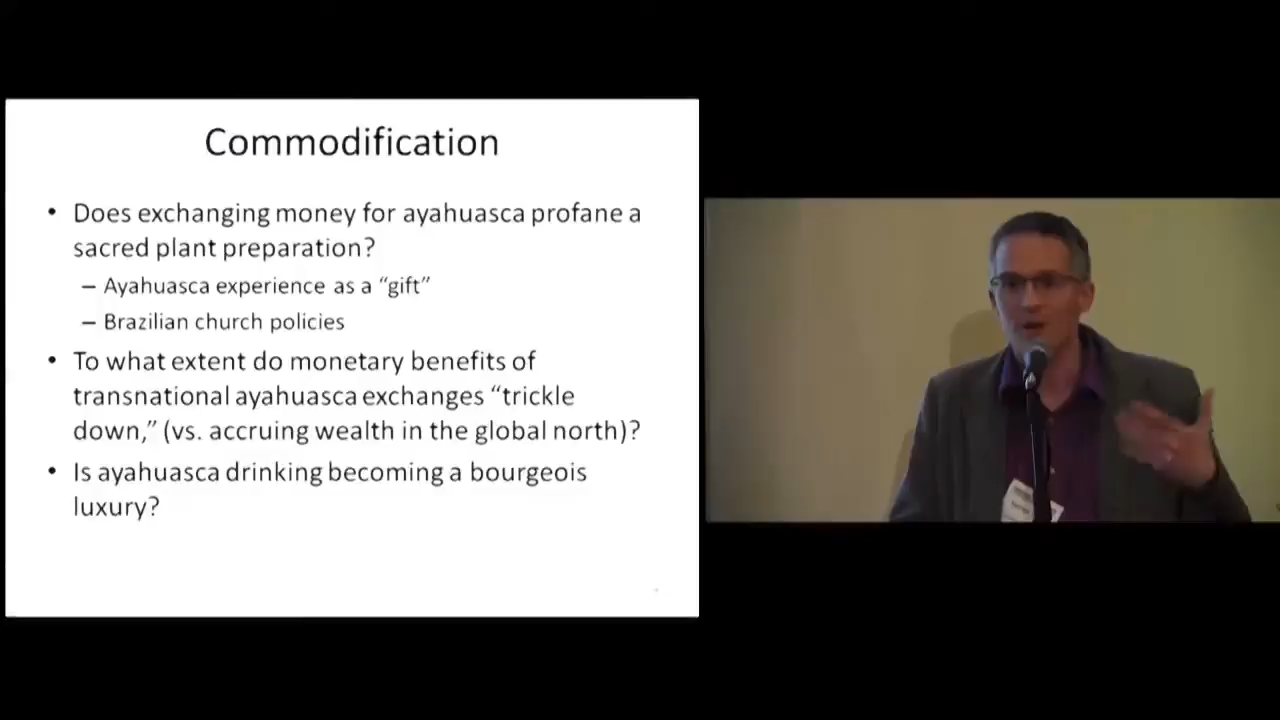 Commodification
• Does exchanging money for ayahuasca profane a
sacred plant preparation?
– Ayahuasca experience as a “gift”
– Brazilian church policies
• To what extent do monetary benefits of
transnational ayahuasca exchanges “trickle
down,” (vs. accruing wealth in the global north)?
• Is ayahuasca drinking becoming a bourgeois
luxury?